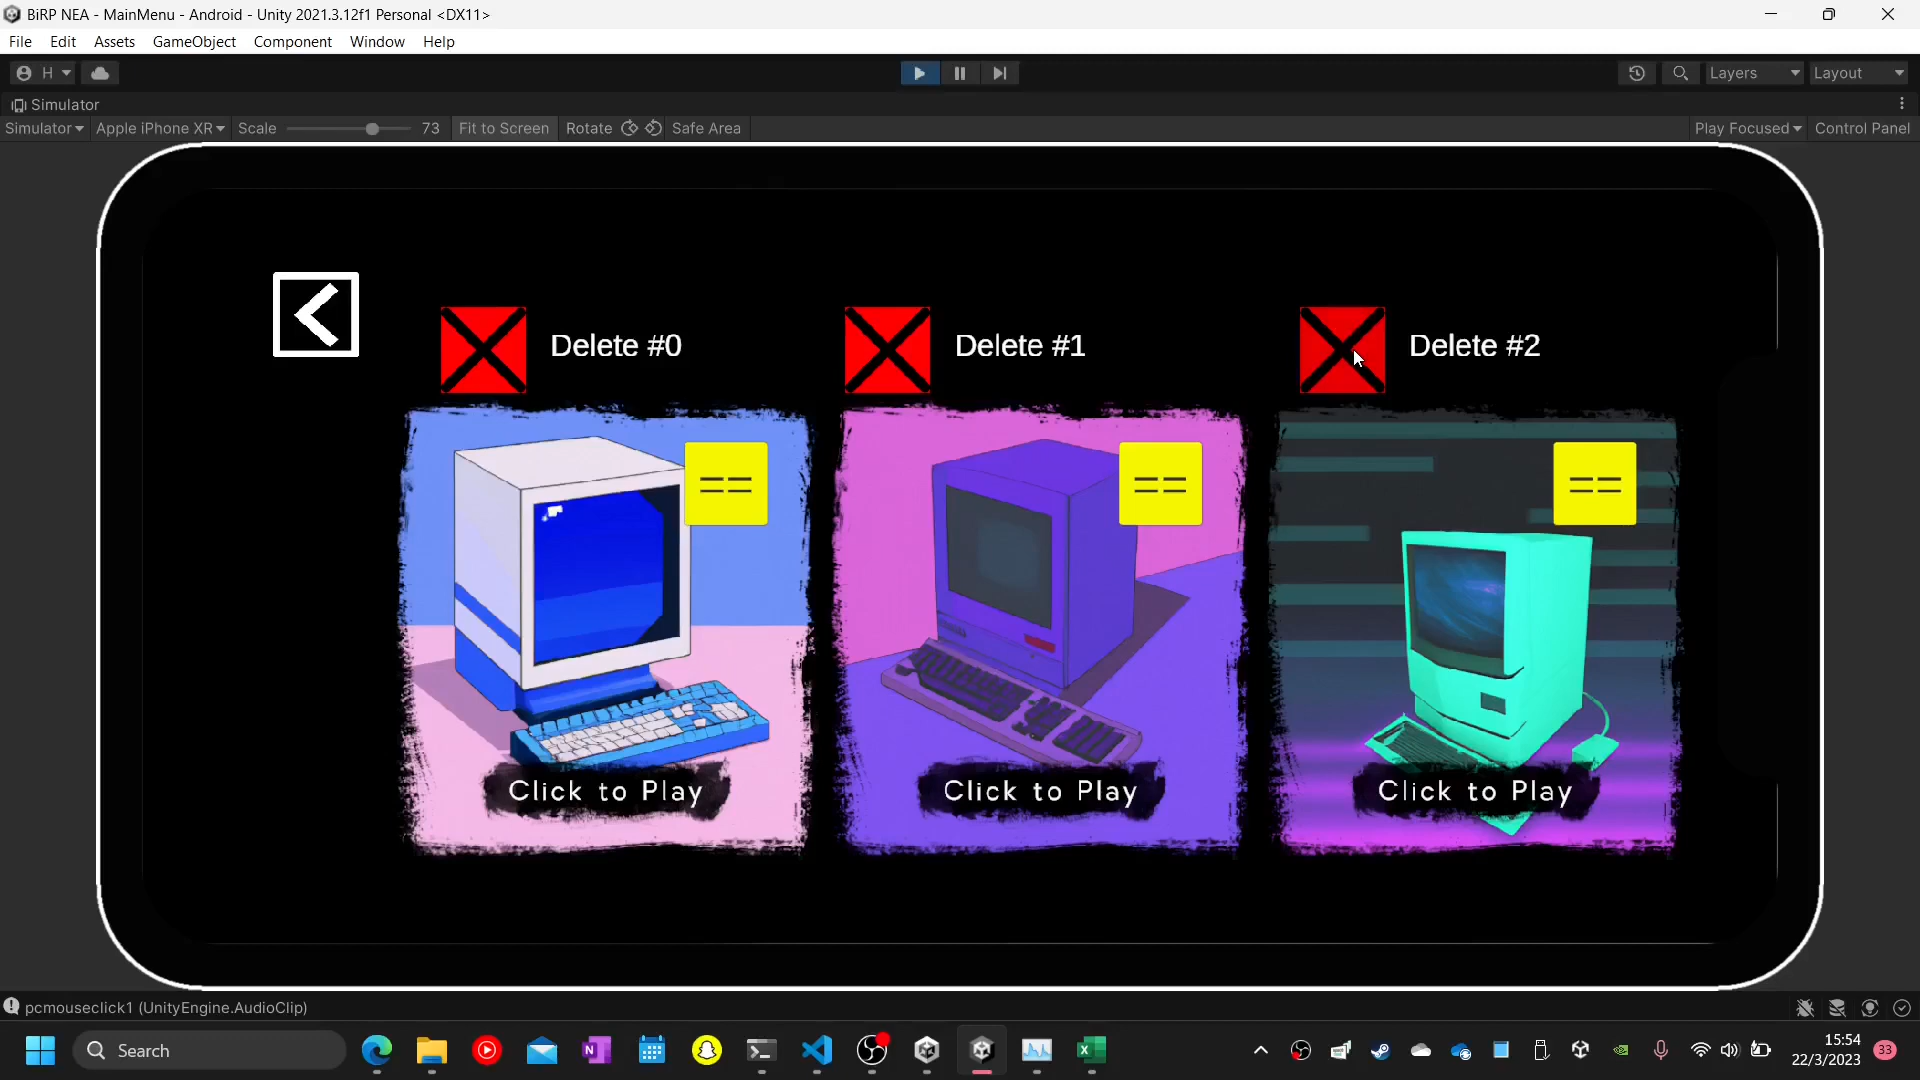 BiRP NEA - MainMenu - Android - Unity 2021.3.12f1 Personal <DX11>
File Edit Assets GameObject Component Window Help
H Layers Layout
Simulator
Simulator Apple iPhone XR Scale 73 Fit to Screen Rotate Safe Area Play Focused Control Panel
Delete #0 Delete #1 Delete #2
== == ==
Click to Play Click to Play Click to Play
pcmouseclick1 (UnityEngine.AudioClip)
Search
15:54
22/3/2023 33